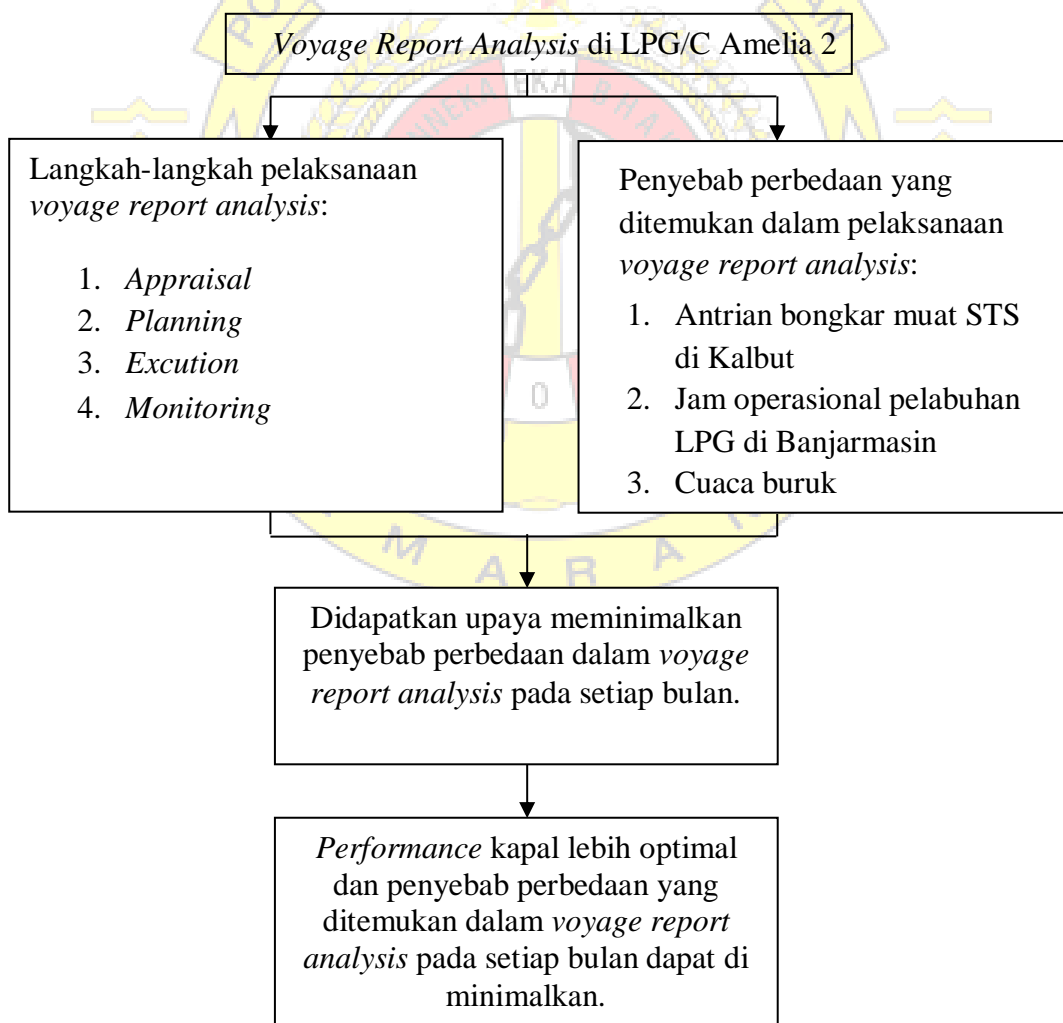 Voyage Report Analysis di LPG/C Amelia 2
EKA
NNEKA
BHA
Langkah-langkah pelaksanaan
voyage report analysis:
1. Appraisal
2. Planning
3. Excution
4. Monitoring
Penyebab perbedaan yang
ditemukan dalam pelaksanaan
voyage report analysis:
1. Antrian bongkar muat STS
di Kalbut
2. Jam operasional pelabuhan
LPG di Banjarmasin
3. Cuaca buruk
0
M A R A
Didapatkan upaya meminimalkan
penyebab perbedaan dalam voyage
report analysis pada setiap bulan.
Performance kapal lebih optimal
dan penyebab perbedaan yang
ditemukan dalam voyage report
analysis pada setiap bulan dapat di
minimalkan.